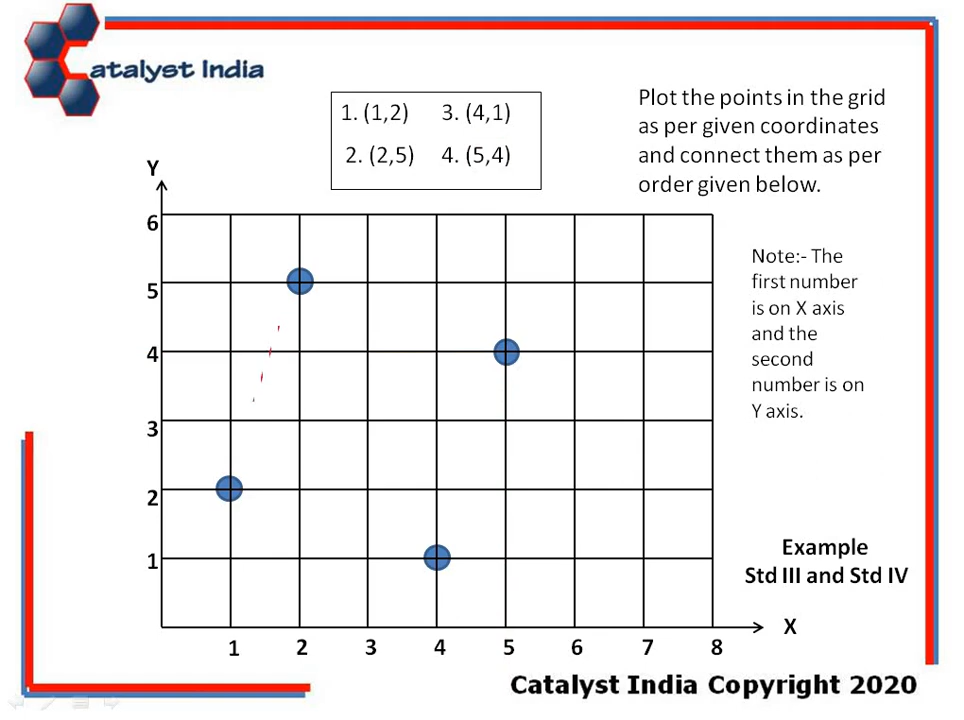 atalyst India
1. (1,2) 3. (4,1)
2. (2,5) 4. (5,4)
Plot the points in the grid
as per given coordinates
and connect them as per
order given below.
Y
6
5
4
3
2
1
Note:- The
first number
is on X axis
and the
second
number is on
Y axis.
Example
Std III and Std IV
X
1 2 3 4 5 6 7 8
Catalyst India Copyright 2020